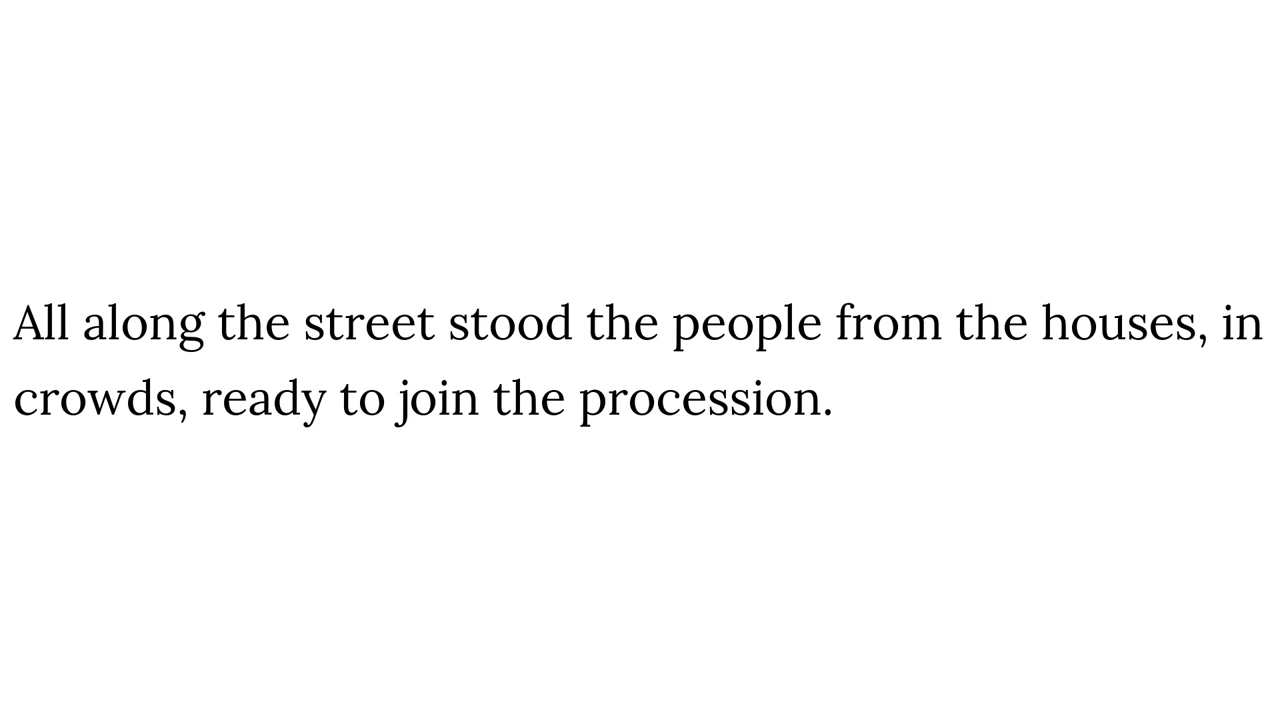 All along the street stood the people from the houses, in
crowds, ready to join the procession.